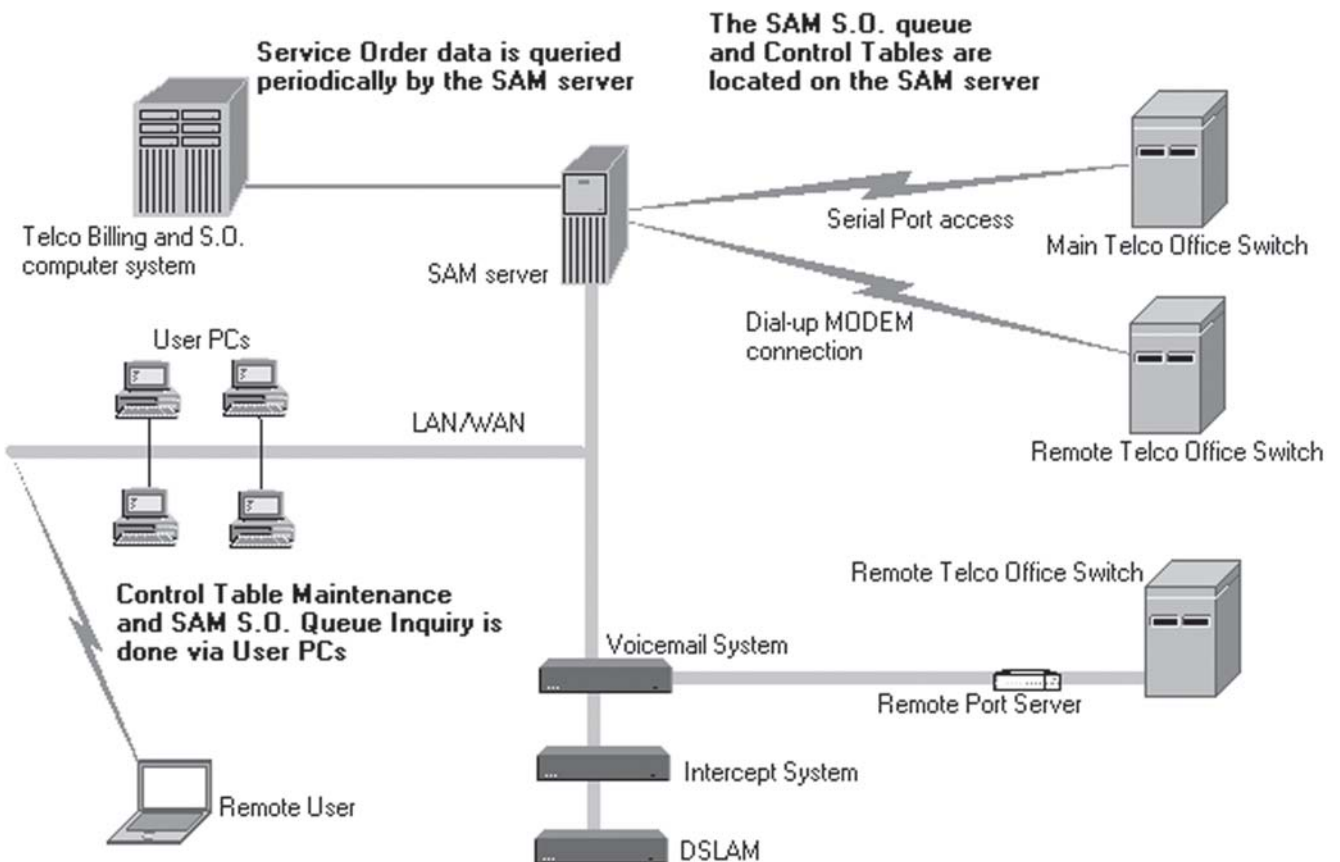 Service Order data is queried
periodically by the SAM server
The SAM S.O. queue
and Control Tables are
located on the SAM server
Telco Billing and S.O.
computer system
SAM server
Serial Port access
Main Telco Office Switch
Dial-up MODEM
connection
Remote Telco Office Switch
User PCs
LAN/WAN
Control Table Maintenance
and SAM S.O. Queue Inquiry is
done via User PCs
Remote Telco Office Switch
Voicemail System
Remote Port Server
Intercept System
Remote User
DSLAM